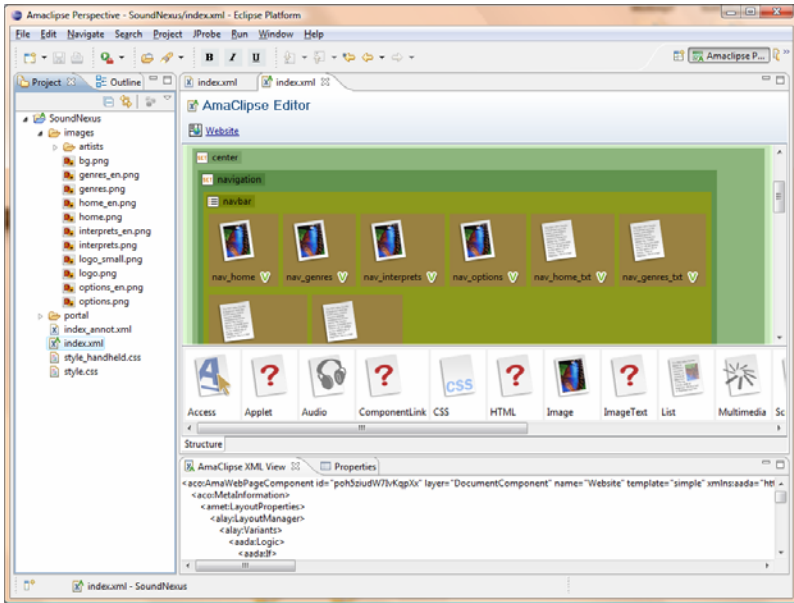 Amaclipse Perspective - SoundNexus/index.xml - Eclipse Platform
File Edit Navigate Search Project JProbe Run Window Help
B I U
Amaclipse P...
Project Outline
SoundNexus
images
artists
bg.png
genres_en.png
genres.png
home_en.png
home.png
interprets_en.png
interprets.png
logo_small.png
logo.png
options_en.png
options.png
portal
index_annot.xml
index.xml
style_handheld.css
style.css
index.xml index.xml
AmaClipse Editor
Website
center
navigation
navbar
nav_home nav_genres nav_interprets nav_options nav_home_txt nav_genres_txt
CSS
Access Applet Audio ComponentLink CSS HTML Image ImageText List Multimedia Sc
Structure
AmaClipse XML View Properties
<aco:AmaWebPageComponent id="poh5ziudW7IvKqpXx" layer="DocumentComponent" name="Website" template="simple" xmlns:aada="htt
<aco:MetaInformation>
<amet:LayoutProperties>
<alay:LayoutManager>
<alay:Variants>
<aada:Logic>
<aada:If>
index.xml - SoundNexus